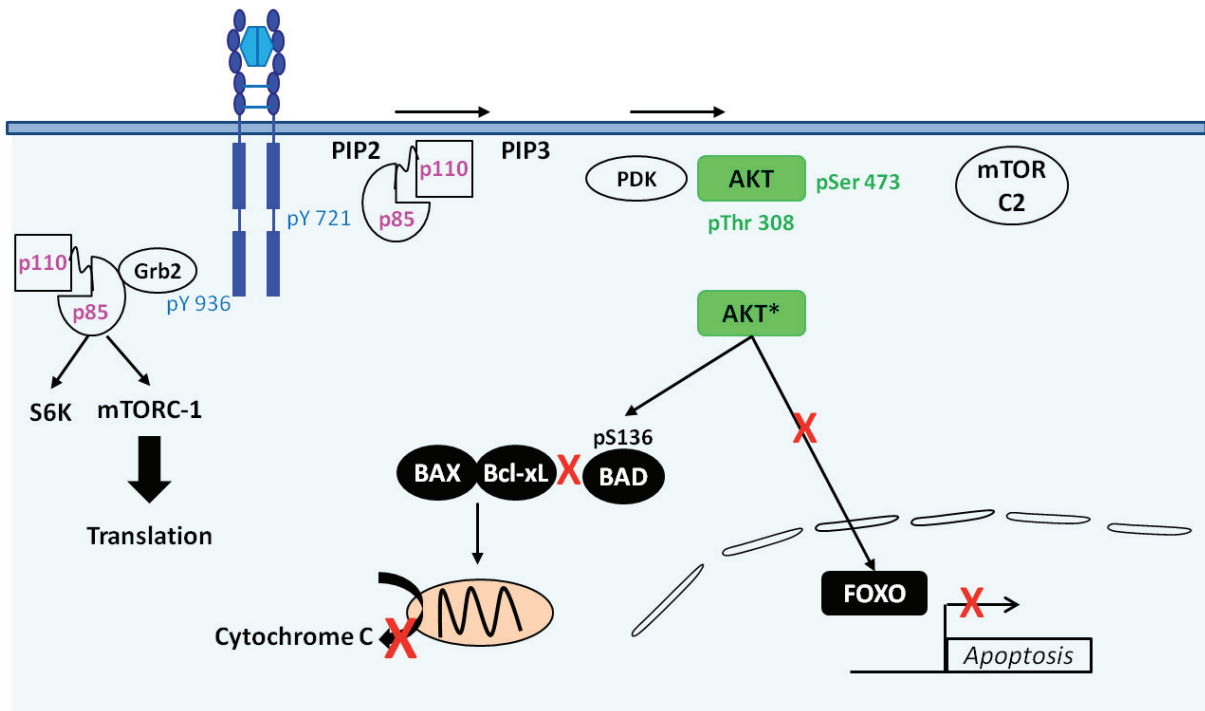 PIP2
p110
PIP3
p85
pY 721
PDK
AKT
pSer 473
pThr 308
mTOR
C2
p110
Grb2
p85
pY 936
S6K
mTORC-1
Translation
AKT*
pS136
BAX
Bcl-xL
X
BAD
X
Cytochrome C
X
FOXO
X
Apoptosis